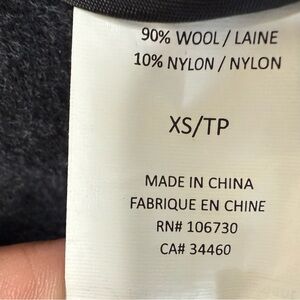 90% WOOL / LAINE
10% NYLON / NYLON
XS/TP
MADE IN CHINA
FABRIQUE EN CHINE
RN# 106730
CA# 34460